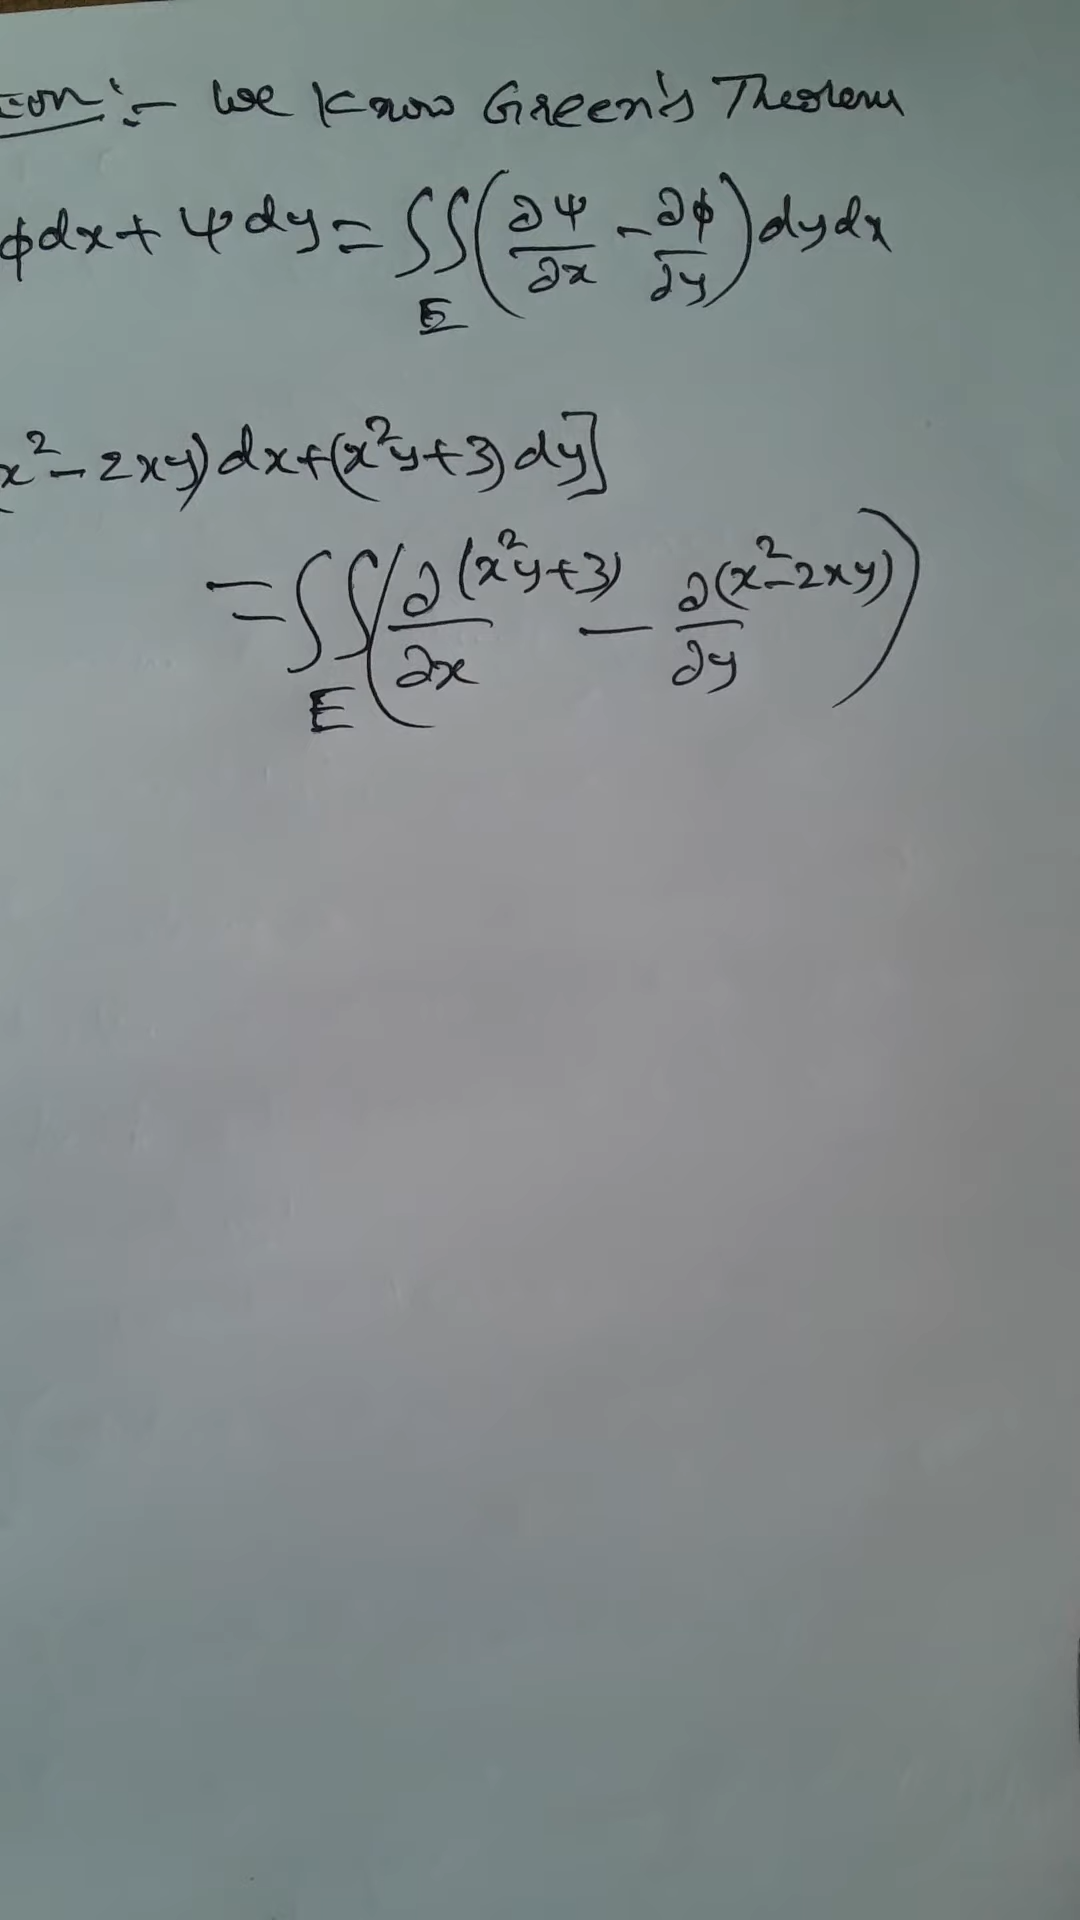 ion :- We Know Green's Theorem
ϕdx + ψdy = ∬_E (∂ψ/∂x - ∂ϕ/∂y) dydx
x² - 2xy) dx + (x²y + 3) dy]
= ∬_E (∂(x²y+3)/∂x - ∂(x²-2xy)/∂y)